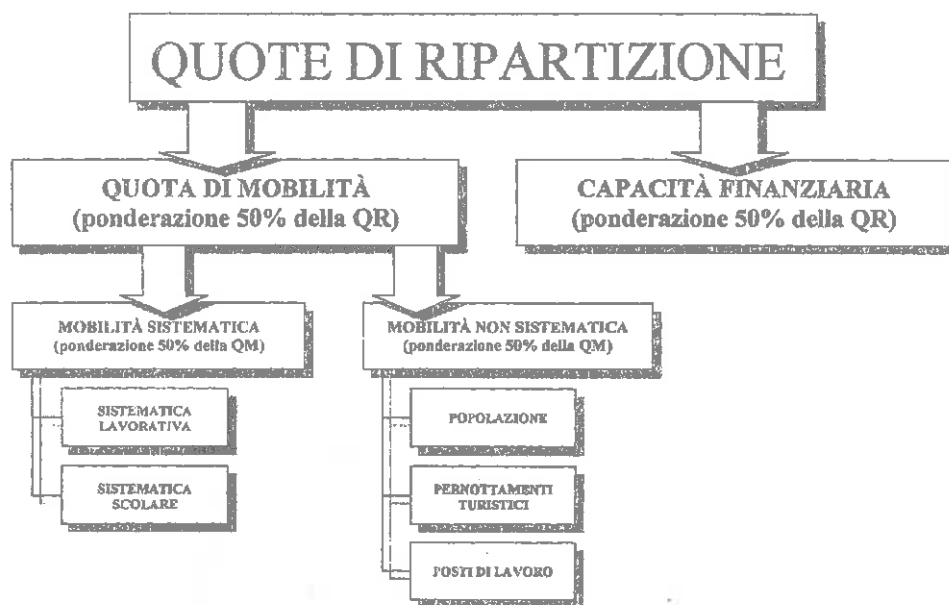 QUOTE DI RIPARTIZIONE
QUOTA DI MOBILITÀ
(ponderazione 50% della QR)
CAPACITÀ FINANZIARIA
(ponderazione 50% della QR)
MOBILITÀ SISTEMATICA
(ponderazione 50% della QM)
MOBILITÀ NON SISTEMATICA
(ponderazione 50% della QM)
SISTEMATICA
LAVORATIVA
SISTEMATICA
SCOLARE
POPOLAZIONE
PERNOTTAMENTI
TURISTICI
POSTI DI LAVORO